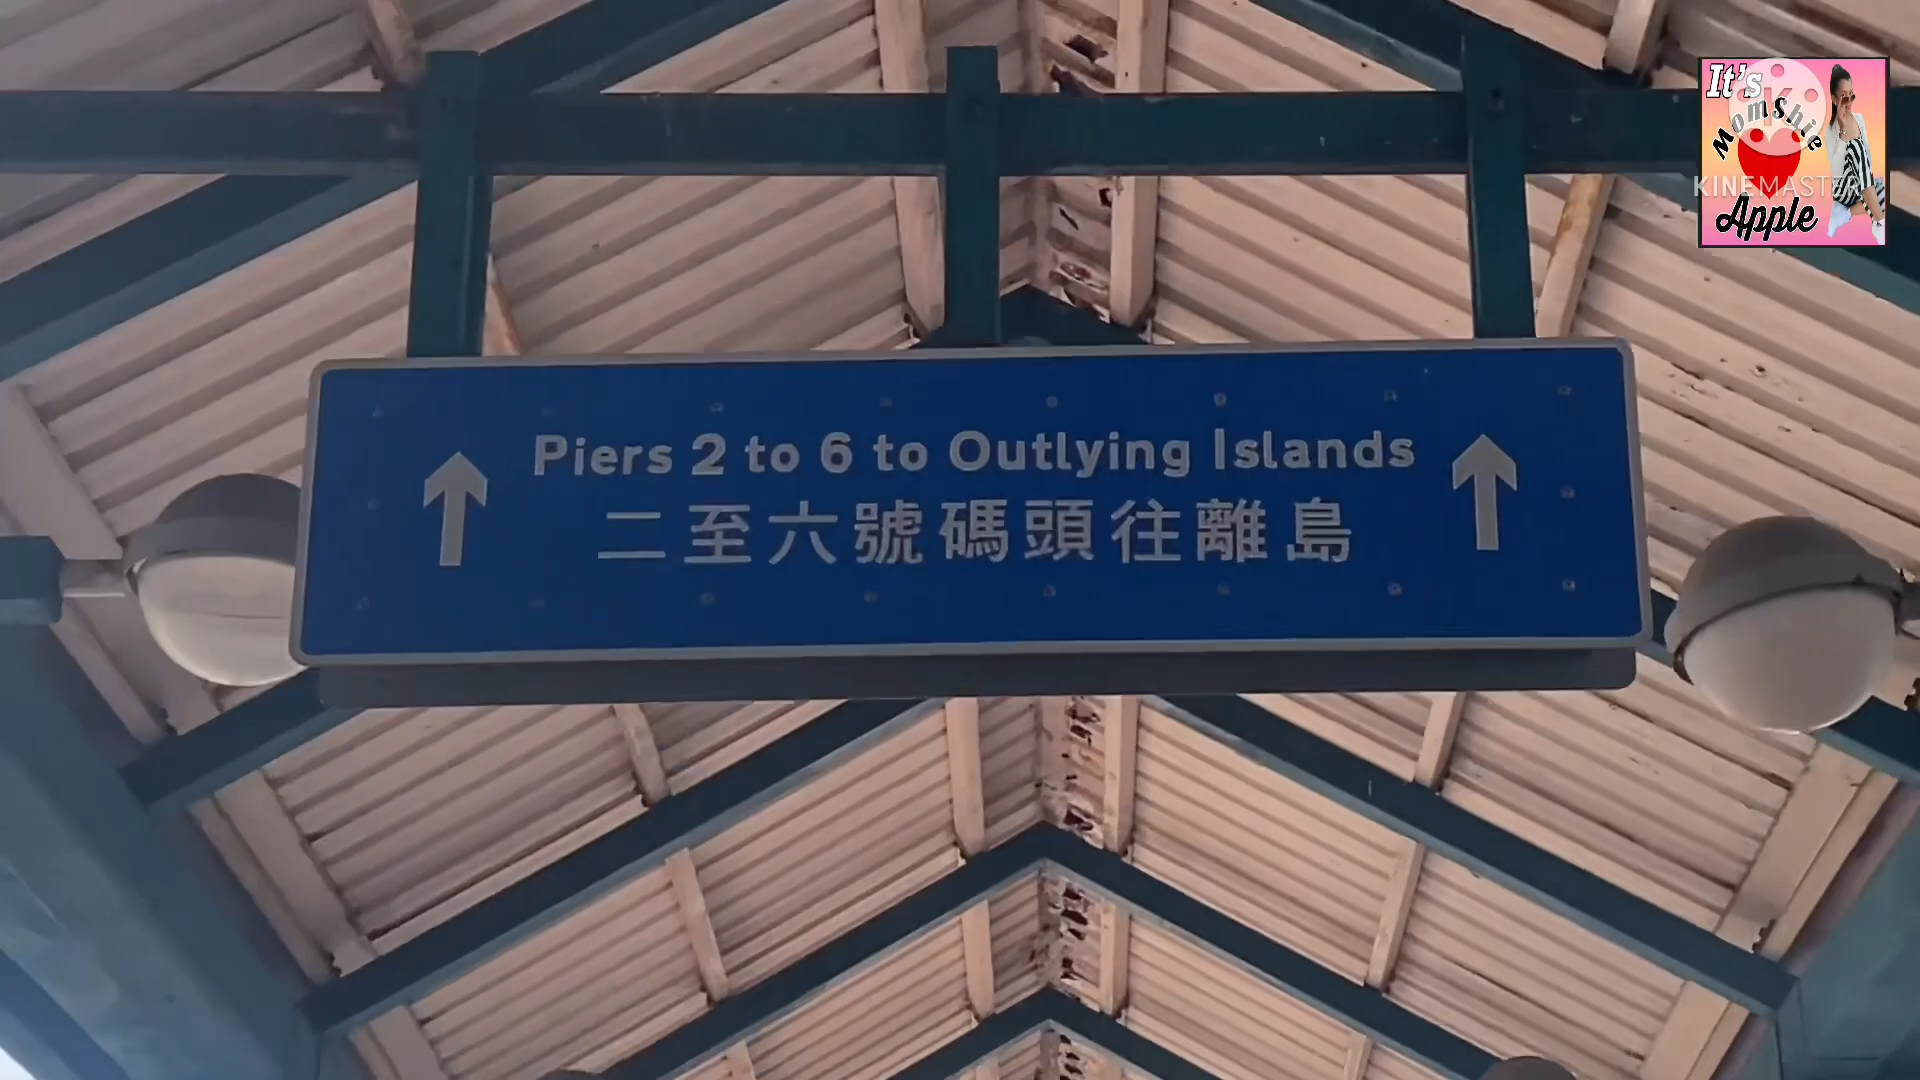 Piers 2 to 6 to Outlying Islands
二至六號碼頭往離島
It's
Momshie
KINEMASTER
Apple